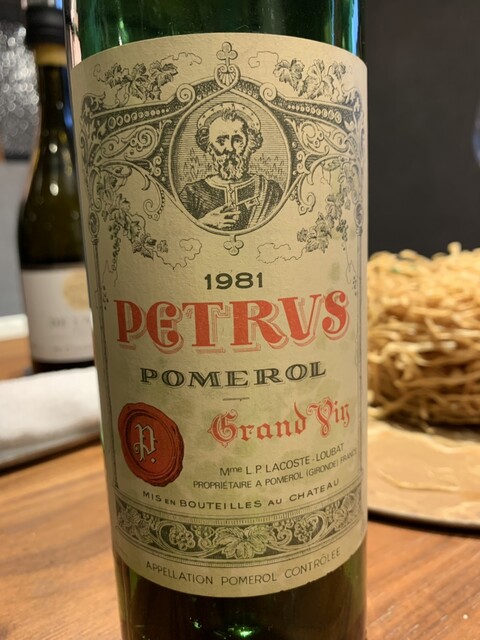 1981
PETRVS
POMEROL
Grand Vin
P.
Mme L P LACOSTE-LOUBAT
PROPRIÉTAIRE A POMEROL (GIRONDE) FRANCE
MIS EN BOUTEILLES AU CHATEAU
APPELLATION POMEROL CONTRÔLÉE